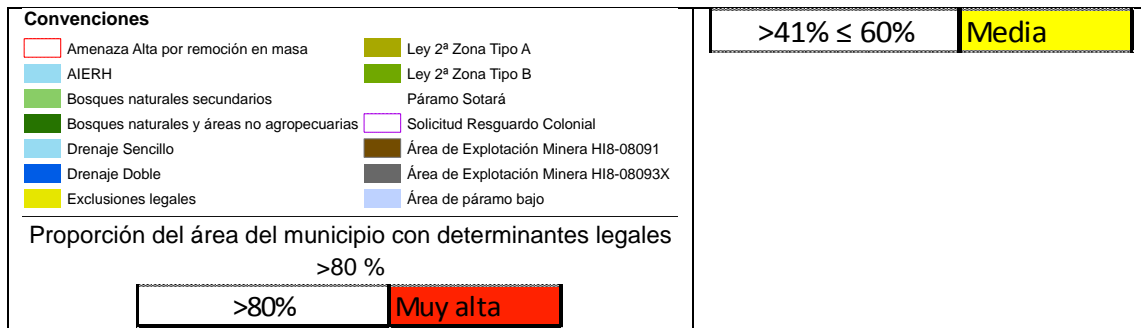 Convenciones
Amenaza Alta por remoción en masa
AIERH
Bosques naturales secundarios
Bosques naturales y áreas no agropecuarias
Drenaje Sencillo
Drenaje Doble
Exclusiones legales
Ley 2ª Zona Tipo A
Ley 2ª Zona Tipo B
Páramo Sotará
Solicitud Resguardo Colonial
Área de Explotación Minera HI8-08091
Área de Explotación Minera HI8-08093X
Área de páramo bajo
Proporción del área del municipio con determinantes legales
>80 %
>80% Muy alta
>41% ≤ 60% Media